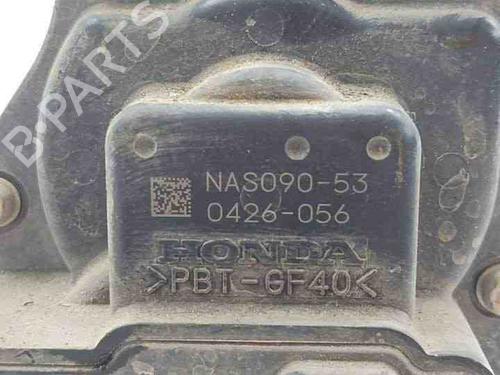 B-PARTS
NAS090-53
0426-056
HONDA
>PBT-GF40<